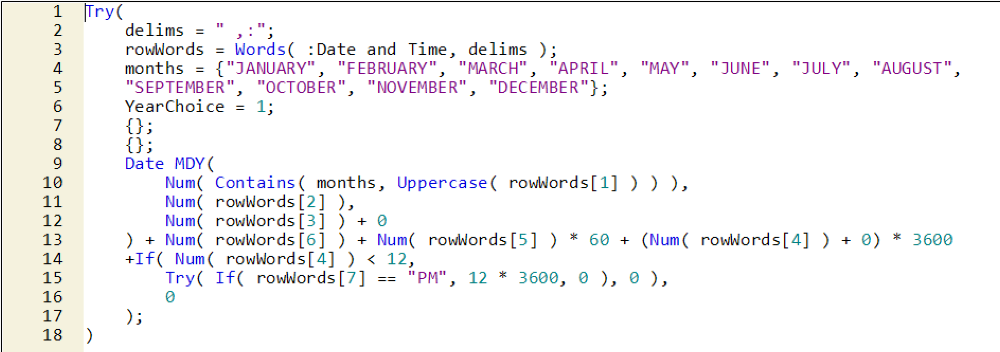 1 Try(
2 delims = " ,:";
3 rowWords = Words( :Date and Time, delims );
4 months = {"JANUARY", "FEBRUARY", "MARCH", "APRIL", "MAY", "JUNE", "JULY", "AUGUST",
5 "SEPTEMBER", "OCTOBER", "NOVEMBER", "DECEMBER"};
6 YearChoice = 1;
7 {};
8 {};
9 Date MDY(
10 Num( Contains( months, Uppercase( rowWords[1] ) ) ),
11 Num( rowWords[2] ),
12 Num( rowWords[3] ) + 0
13 ) + Num( rowWords[6] ) + Num( rowWords[5] ) * 60 + (Num( rowWords[4] ) + 0) * 3600
14 +If( Num( rowWords[4] ) < 12,
15 Try( If( rowWords[7] == "PM", 12 * 3600, 0 ), 0 ),
16 0
17 );
18 )